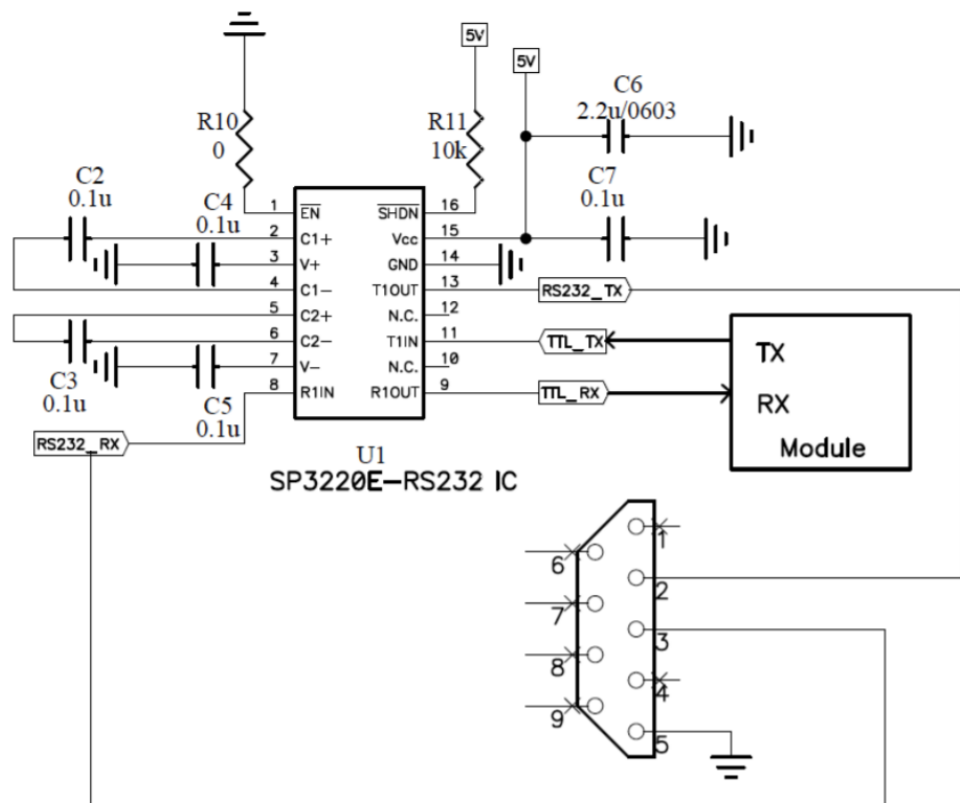 5V
5V
C6
2.2u/0603
R10
0
R11
10k
C2
0.1u
C4
0.1u
C7
0.1u
1 EN SHDN 16
2 C1+ Vcc 15
3 V+ GND 14
4 C1- T1OUT 13 RS232_TX
5 C2+ N.C. 12
6 C2- T1IN 11 TTL_TX
7 V- N.C. 10
8 R1IN R1OUT 9 TTL_RX
TX
RX
Module
C3
0.1u
C5
0.1u
RS232_RX
U1
SP3220E-RS232 IC
1
6
2
7
3
8
4
9
5